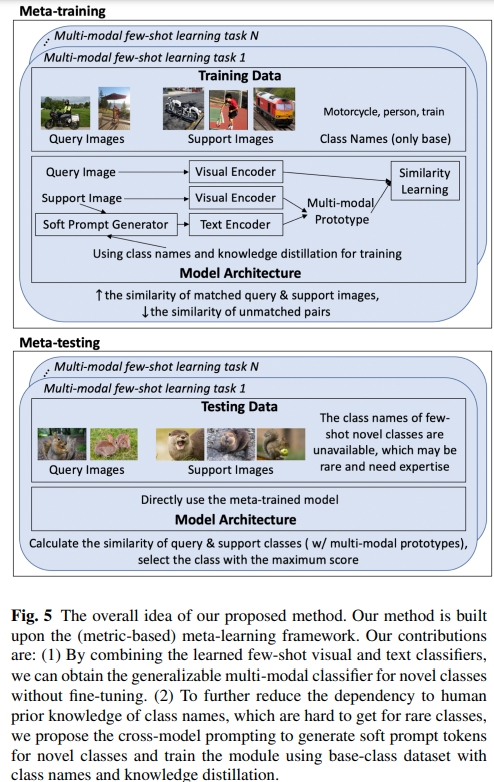 Meta-training
⋰ Multi-modal few-shot learning task N
Multi-modal few-shot learning task 1
Training Data
Motorcycle, person, train
Query Images
Support Images
Class Names (only base)
Query Image
Visual Encoder
Similarity
Learning
Support Image
Visual Encoder
Multi-modal
Prototype
Soft Prompt Generator
Text Encoder
Using class names and knowledge distillation for training
Model Architecture
↑the similarity of matched query & support images,
↓the similarity of unmatched pairs
Meta-testing
⋰ Multi-modal few-shot learning task N
Multi-modal few-shot learning task 1
Testing Data
The class names of few-
shot novel classes are
unavailable, which may be
rare and need expertise
Query Images
Support Images
Directly use the meta-trained model
Model Architecture
Calculate the similarity of query & support classes ( w/ multi-modal prototypes),
select the class with the maximum score
Fig. 5 The overall idea of our proposed method. Our method is built
upon the (metric-based) meta-learning framework. Our contributions
are: (1) By combining the learned few-shot visual and text classifiers,
we can obtain the generalizable multi-modal classifier for novel classes
without fine-tuning. (2) To further reduce the dependency to human
prior knowledge of class names, which are hard to get for rare classes,
we propose the cross-model prompting to generate soft prompt tokens
for novel classes and train the module using base-class dataset with
class names and knowledge distillation.